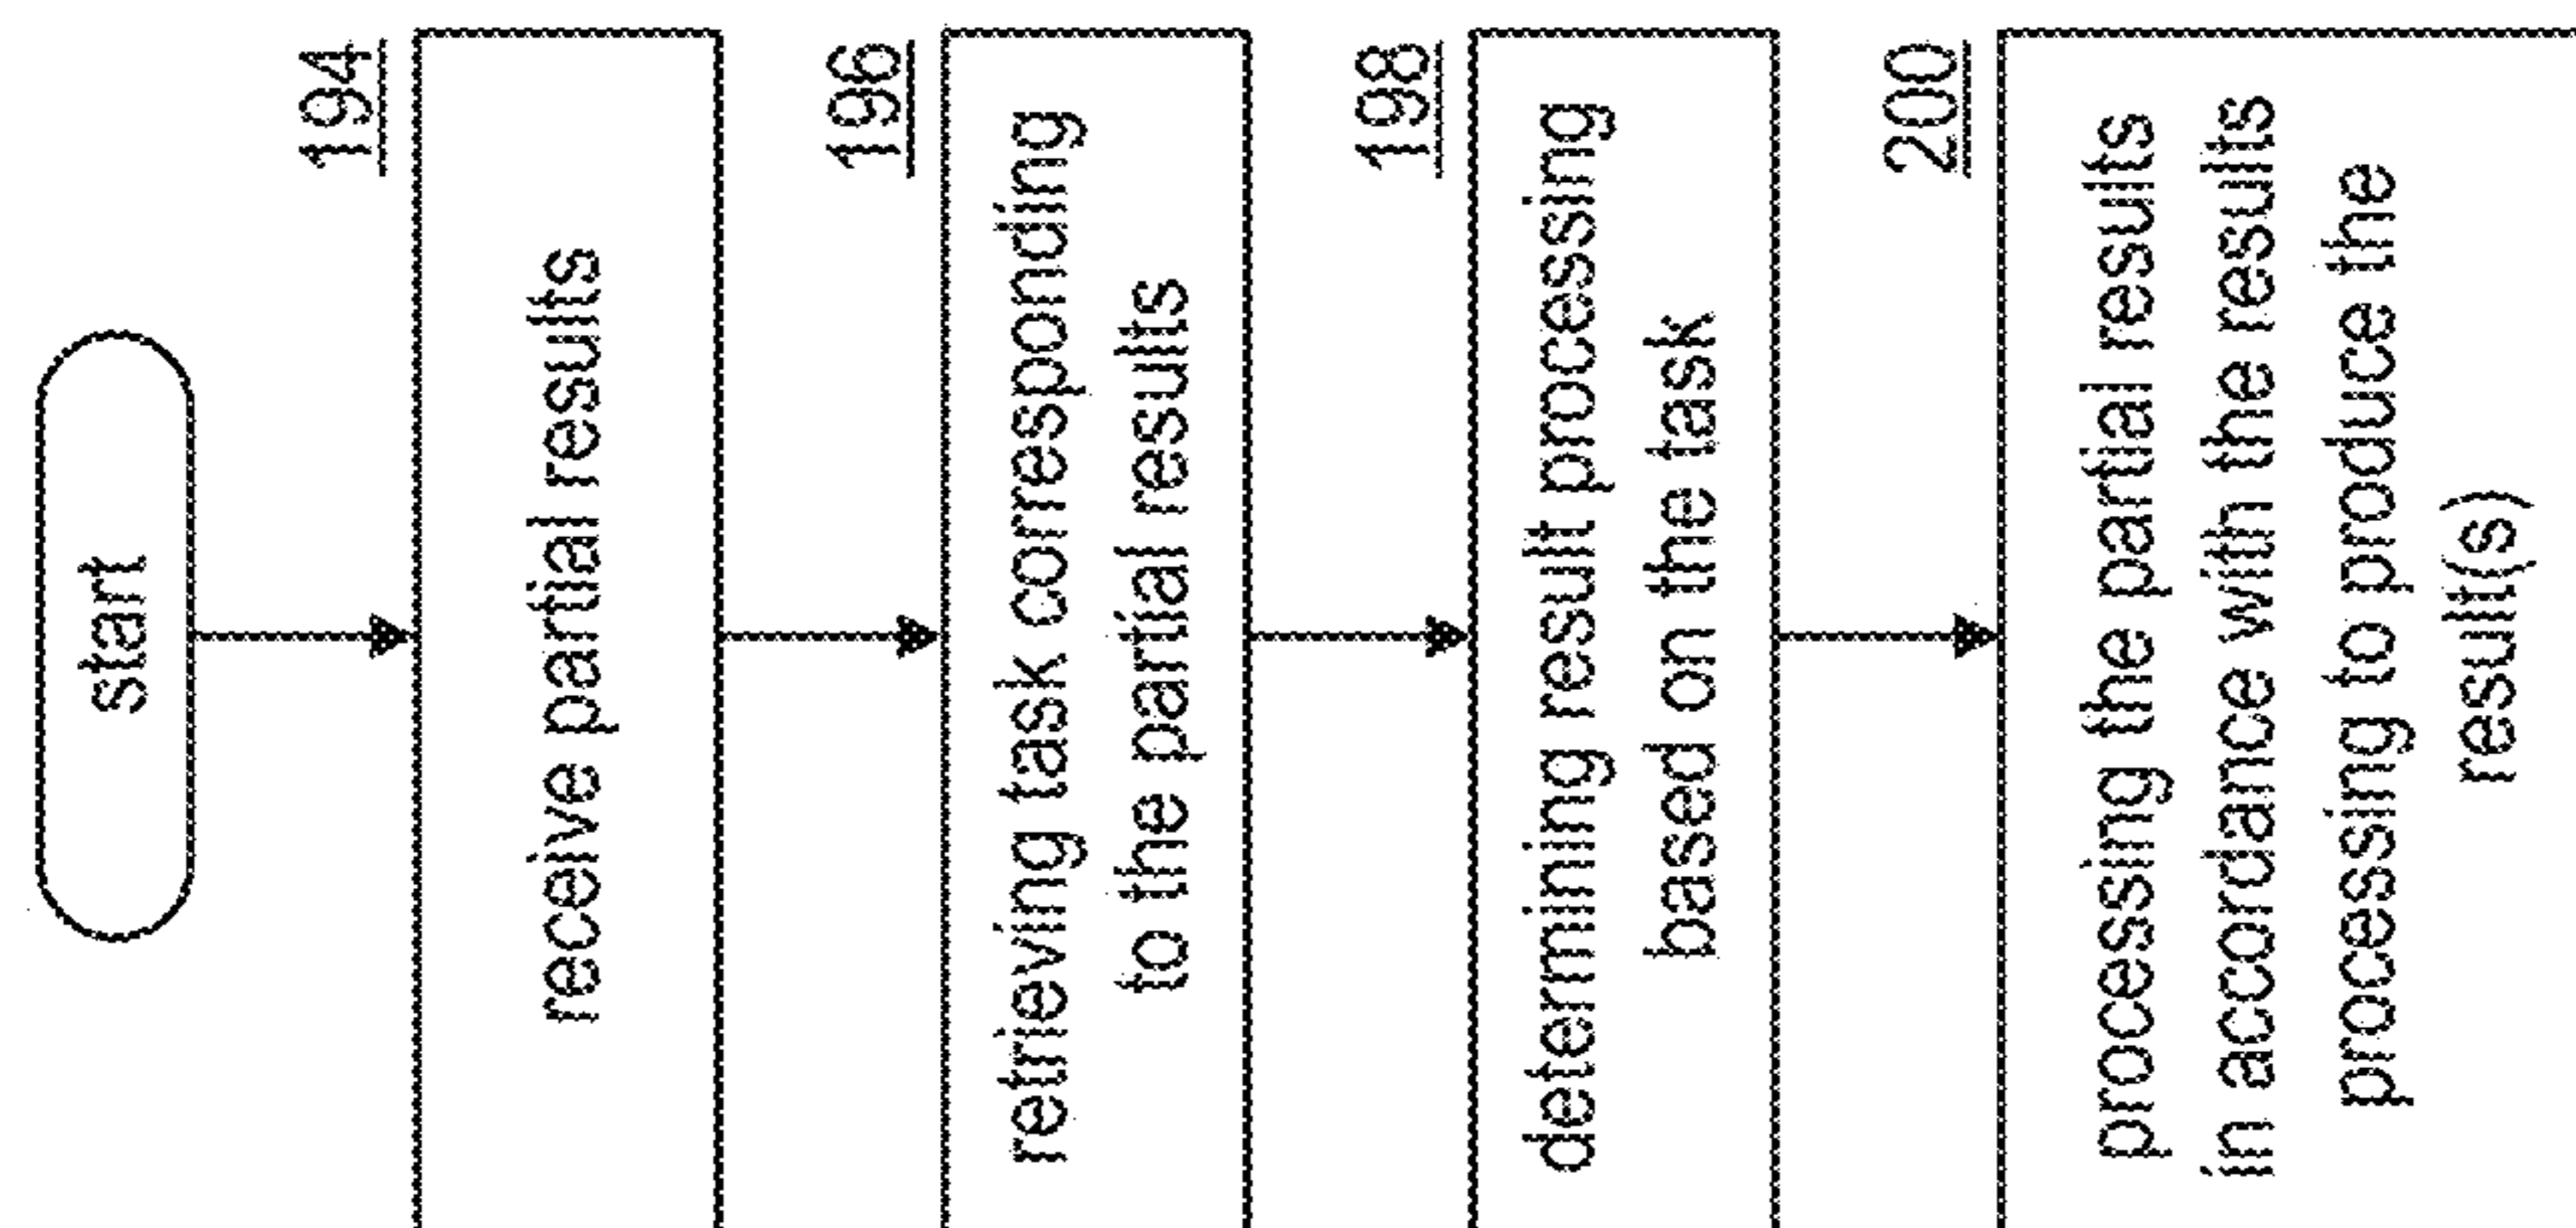 start
194
receive partial results
196
retrieving task corresponding
to the partial results
198
determining result processing
based on the task
200
processing the partial results
in accordance with the results
processing to produce the
result(s)